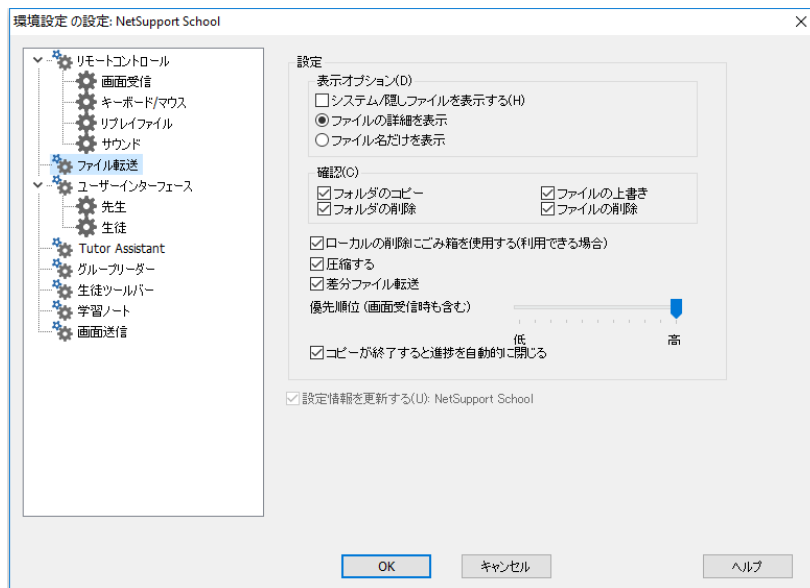 環境設定 の設定: NetSupport School
リモートコントロール
画面受信
キーボード/マウス
リプレイファイル
サウンド
ファイル転送
ユーザーインターフェース
先生
生徒
Tutor Assistant
グループリーダー
生徒ツールバー
学習ノート
画面送信
設定
表示オプション(D)
システム/隠しファイルを表示する(H)
ファイルの詳細を表示
ファイル名だけを表示
確認(C)
フォルダのコピー ファイルの上書き
フォルダの削除 ファイルの削除
ローカルの削除にごみ箱を使用する(利用できる場合)
圧縮する
差分ファイル転送
優先順位 (画面受信時も含む)
低 高
コピーが終了すると進捗を自動的に閉じる
設定情報を更新する(U): NetSupport School
OK キャンセル ヘルプ